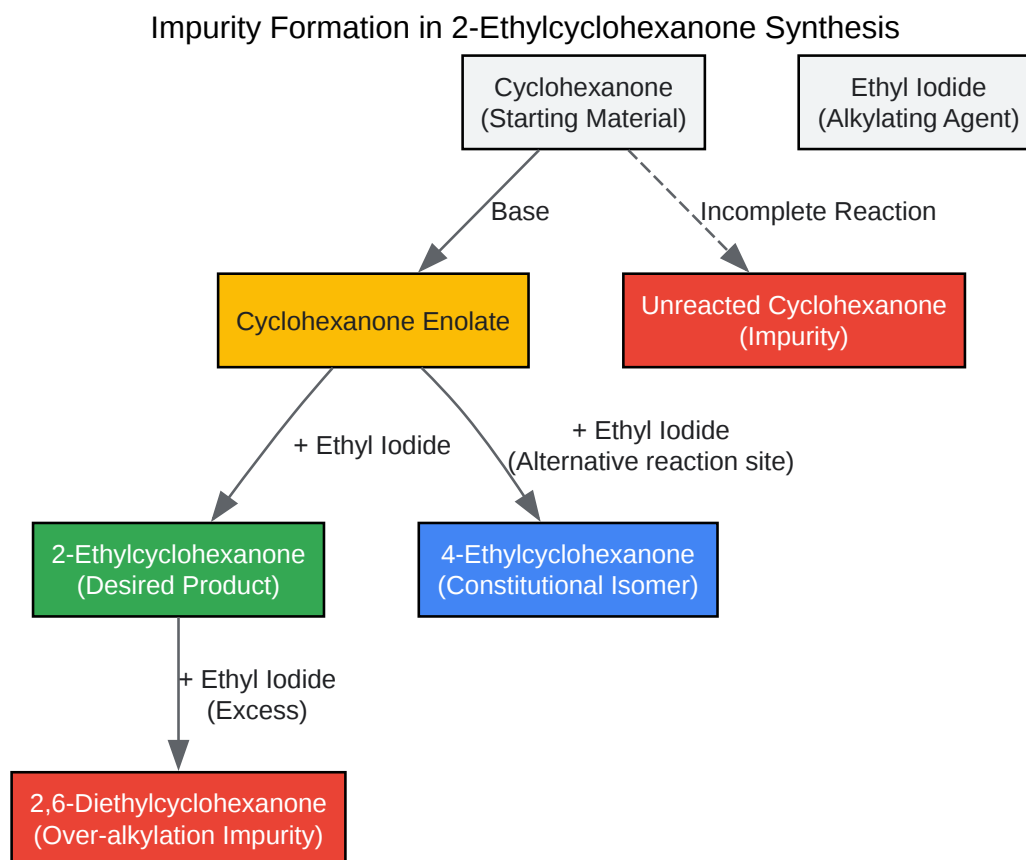 Impurity Formation in 2-Ethylcyclohexanone Synthesis
Cyclohexanone
(Starting Material)
Ethyl Iodide
(Alkylating Agent)
Base
Incomplete Reaction
Cyclohexanone Enolate
Unreacted Cyclohexanone
(Impurity)
+ Ethyl Iodide
+ Ethyl Iodide
(Alternative reaction site)
2-Ethylcyclohexanone
(Desired Product)
4-Ethylcyclohexanone
(Constitutional Isomer)
+ Ethyl Iodide
(Excess)
2,6-Diethylcyclohexanone
(Over-alkylation Impurity)